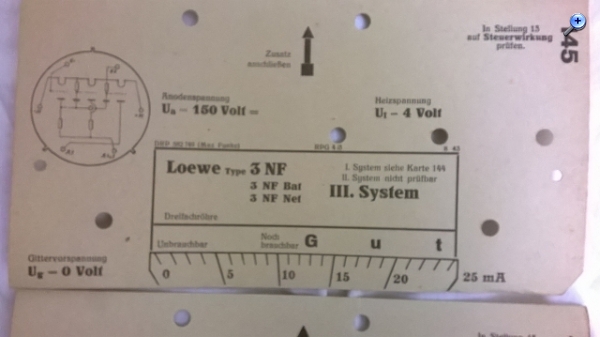 In Stellung 13
auf Steuerwirkung
prüfen.
145
Zusatz
anschließen
Anodenspannung
Ua = 150 Volt =
Heizspannung
Uf = 4 Volt
Loewe Type 3 NF
3 NF Bat
3 NF Net
I. System siehe Karte 144
II. System nicht prüfbar
III. System
Dreifachröhre
Unbrauchbar
Noch
brauchbar
G u t
Gittervorspannung
Ug = 0 Volt
0 5 10 15 20 25 mA